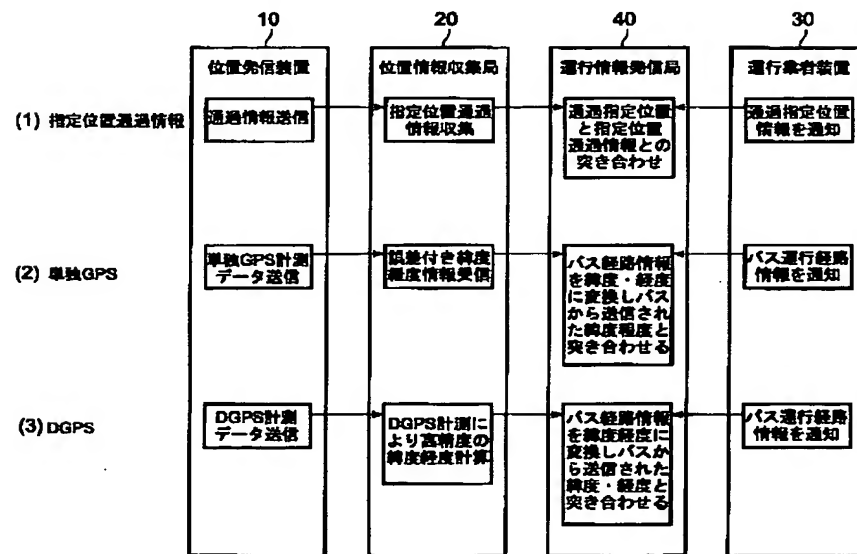 10
20
40
30
位置発信装置
位置情報収集局
運行情報発信局
運行業者装置
(1) 指定位置通過情報
通過情報送信
指定位置通過
情報収集
通過指定位置
と指定位置
通過情報との
突き合わせ
通過指定位置
情報を通知
(2) 単独GPS
単独GPS計測
データ送信
誤差付き緯度
経度情報受信
バス経路情報
を緯度・経度
に変換しバス
から送信され
た緯度程度と
突き合わせる
バス運行経路
情報を通知
(3) DGPS
DGPS計測
データ送信
DGPS計測に
より高精度の
緯度経度計算
バス経路情報
を緯度経度に
変換しバスか
ら送信された
緯度・経度と
突き合わせる
バス運行経路
情報を通知